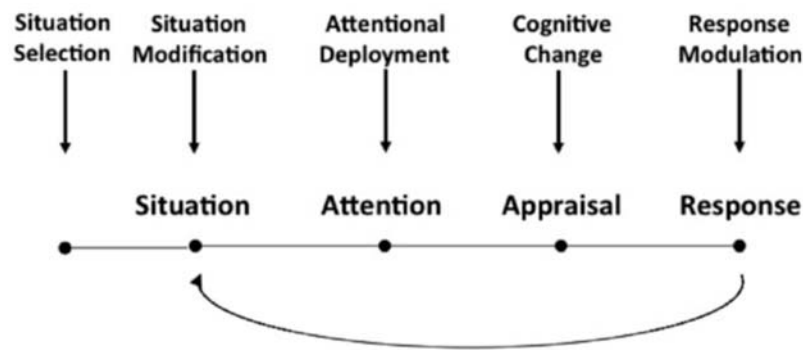 Situation Selection
Situation Modification
Attentional Deployment
Cognitive Change
Response Modulation
Situation
Attention
Appraisal
Response